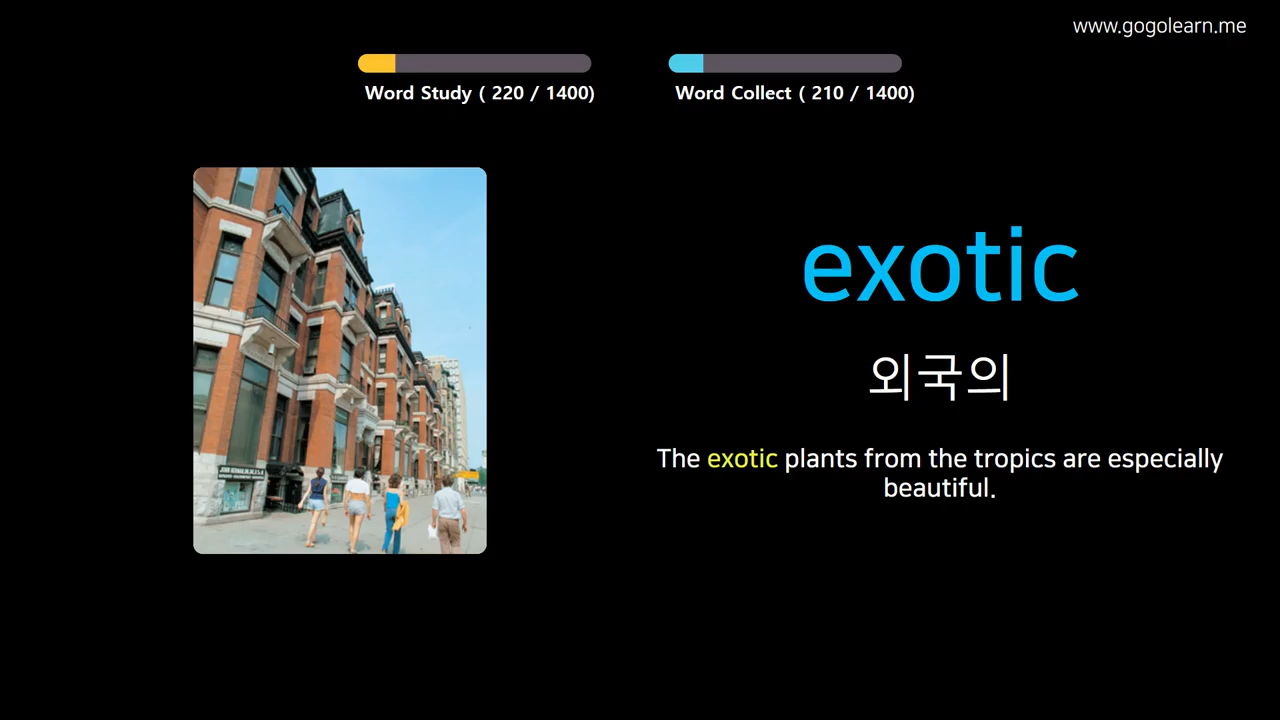 www.gogolearn.me
Word Study ( 220 / 1400)
Word Collect ( 210 / 1400)
exotic
외국의
The exotic plants from the tropics are especially
beautiful.